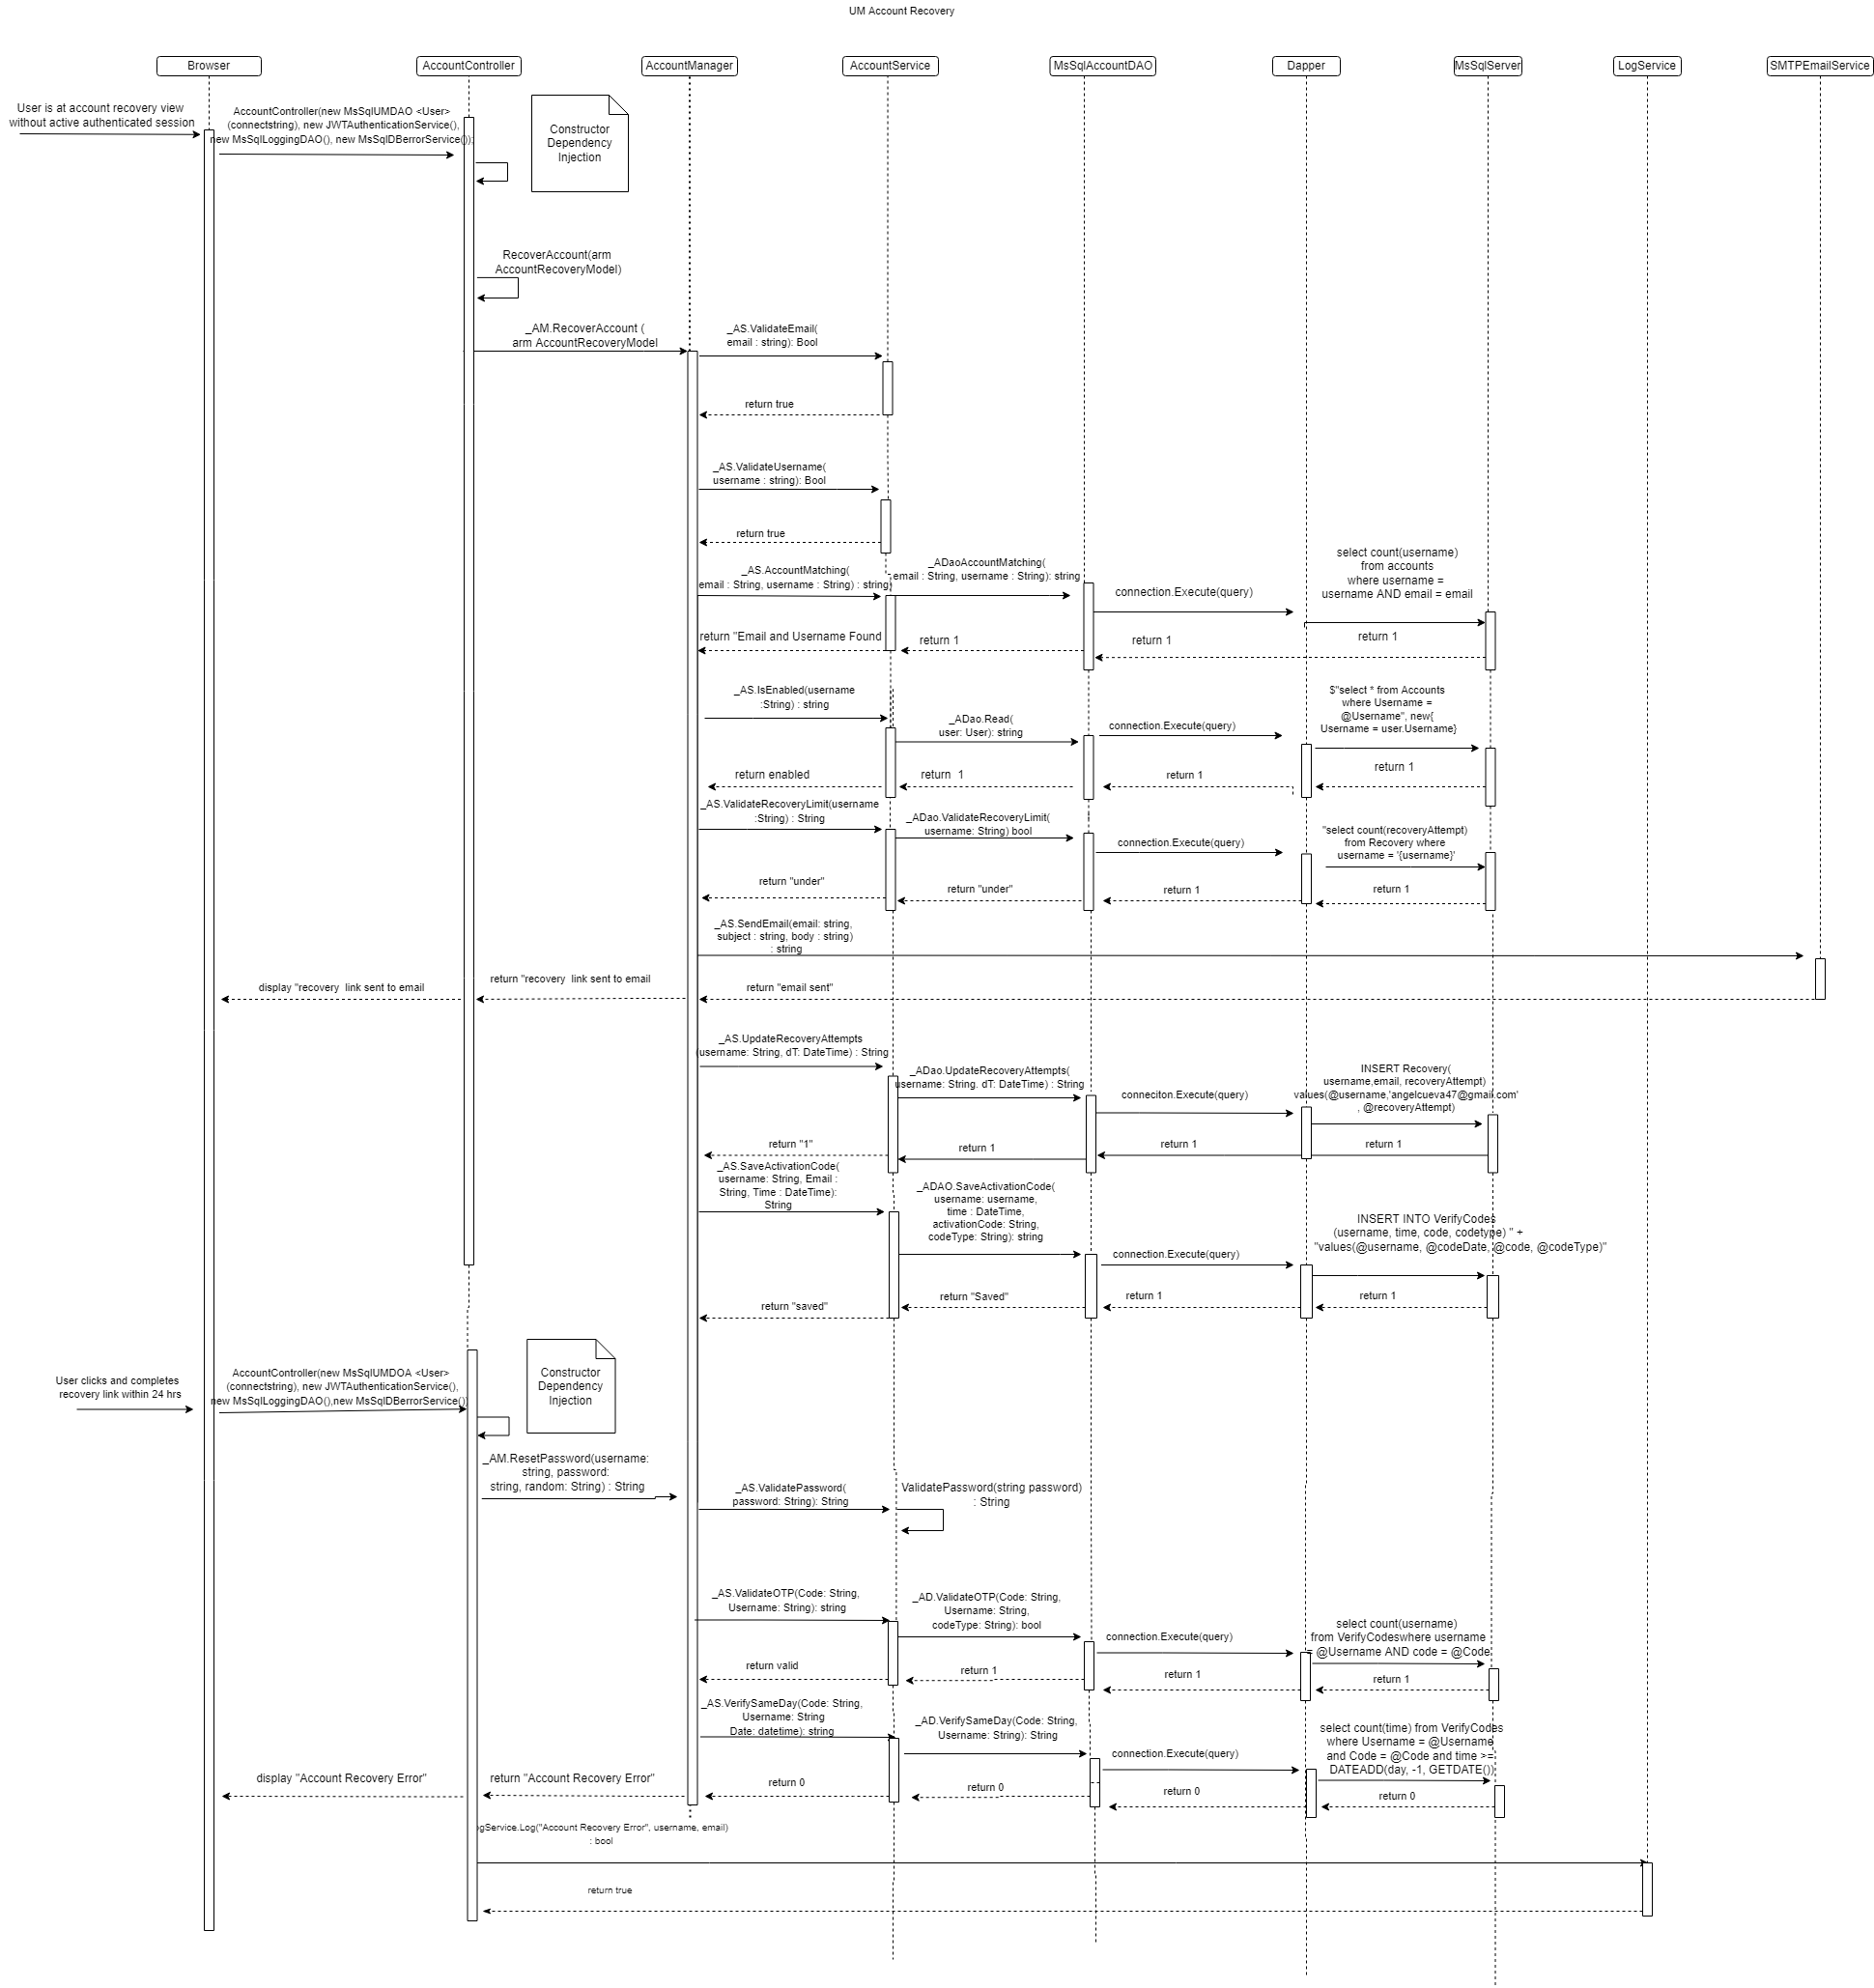 UM Account Recovery
Browser
AccountController
AccountManager
AccountService
MsSqlAccountDAO
Dapper
MsSqlServer
LogService
SMTPEmailService
User is at account recovery view
without active authenticated session
AccountController(new MsSqlUMDAO <User>
(connectstring), new JWTAuthenticationService(),
new MsSqlLoggingDAO(), new MsSqlDBerrorService());
Constructor
Dependency
Injection
RecoverAccount(arm
AccountRecoveryModel)
_AM.RecoverAccount (
arm AccountRecoveryModel
_AS.ValidateEmail(
email : string): Bool
return true
_AS.ValidateUsername(
username : string): Bool
return true
_AS.AccountMatching(
email : String, username : String) : string
_ADaoAccountMatching(
email : String, username : String): string
connection.Execute(query)
select count(username)
from accounts
where username =
username AND email = email
return "Email and Username Found
return 1
return 1
return 1
_AS.IsEnabled(username
:String) : string
_ADao.Read(
user: User): string
connection.Execute(query)
$"select * from Accounts
where Username =
@Username", new{
Username = user.Username}
return enabled
return  1
return 1
return 1
_AS.ValidateRecoveryLimit(username
:String) : String
_ADao.ValidateRecoveryLimit(
username: String) bool
connection.Execute(query)
"select count(recoveryAttempt)
from Recovery where
username = '{username}'
return "under"
return "under"
return 1
return 1
_AS.SendEmail(email: string,
subject : string, body : string)
: string
display "recovery  link sent to email
return "recovery  link sent to email
return "email sent"
_AS.UpdateRecoveryAttempts
(username: String, dT: DateTime) : String
_ADao.UpdateRecoveryAttempts(
username: String. dT: DateTime) : String
conneciton.Execute(query)
INSERT Recovery(
username,email, recoveryAttempt)
values(@username,'angelcueva47@gmail.com'
, @recoveryAttempt)
return "1"
return 1
return 1
return 1
_AS.SaveActivationCode(
username: String, Email :
String, Time : DateTime):
String
_ADAO.SaveActivationCode(
username: username,
time : DateTime,
activationCode: String,
codeType: String): string
connection.Execute(query)
INSERT INTO VerifyCodes
(username, time, code, codetype) " +
"values(@username, @codeDate, @code, @codeType)"
return "saved"
return "Saved"
return 1
return 1
User clicks and completes
recovery link within 24 hrs
AccountController(new MsSqlUMDOA <User>
(connectstring), new JWTAuthenticationService(),
new MsSqlLoggingDAO(),new MsSqlDBerrorService())
Constructor
Dependency
Injection
_AM.ResetPassword(username:
string, password:
string, random: String) : String
_AS.ValidatePassword(
password: String): String
ValidatePassword(string password)
: String
_AS.ValidateOTP(Code: String,
Username: String): string
_AD.ValidateOTP(Code: String,
Username: String,
codeType: String): bool
connection.Execute(query)
select count(username)
from VerifyCodeswhere username
= @Username AND code = @Code
return valid
return 1
return 1
return 1
_AS.VerifySameDay(Code: String,
Username: String
Date: datetime): string
_AD.VerifySameDay(Code: String,
Username: String): String
connection.Execute(query)
select count(time) from VerifyCodes
where Username = @Username
and Code = @Code and time >=
DATEADD(day, -1, GETDATE())
display "Account Recovery Error"
return "Account Recovery Error"
return 0
return 0
return 0
return 0
gService.Log("Account Recovery Error", username, email)
: bool
return true